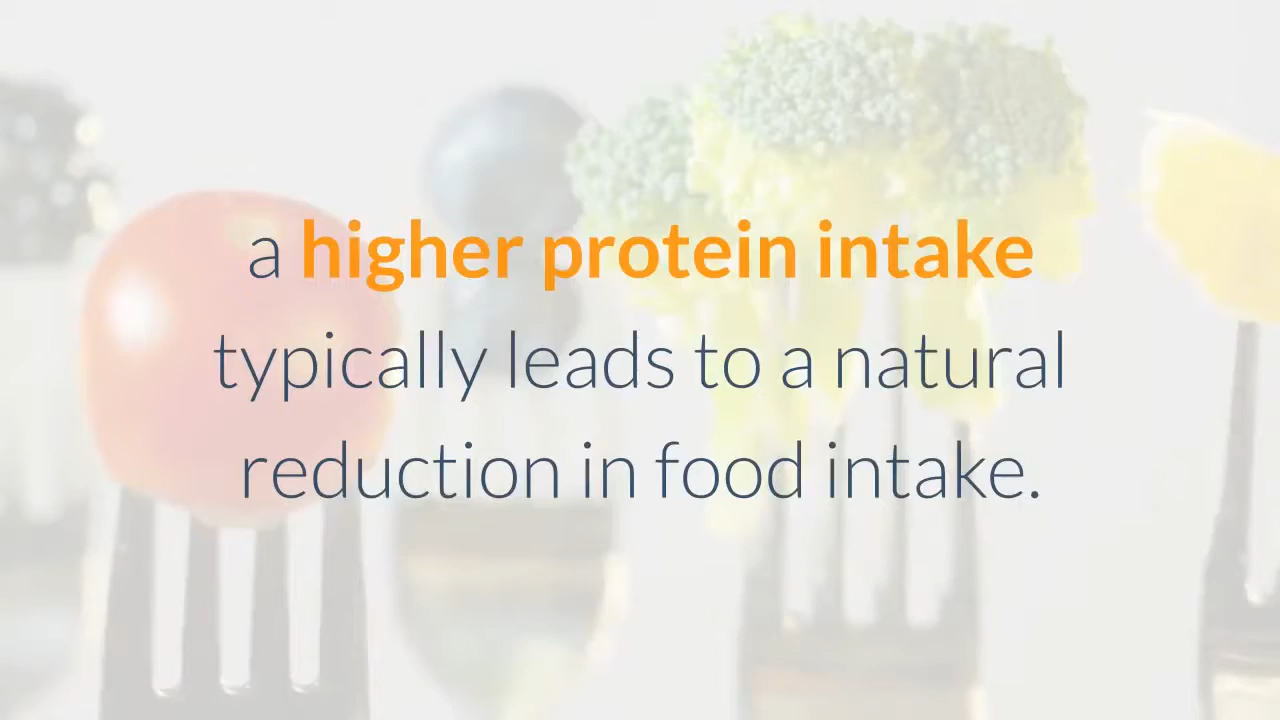 a higher protein intake
typically leads to a natural
reduction in food intake.